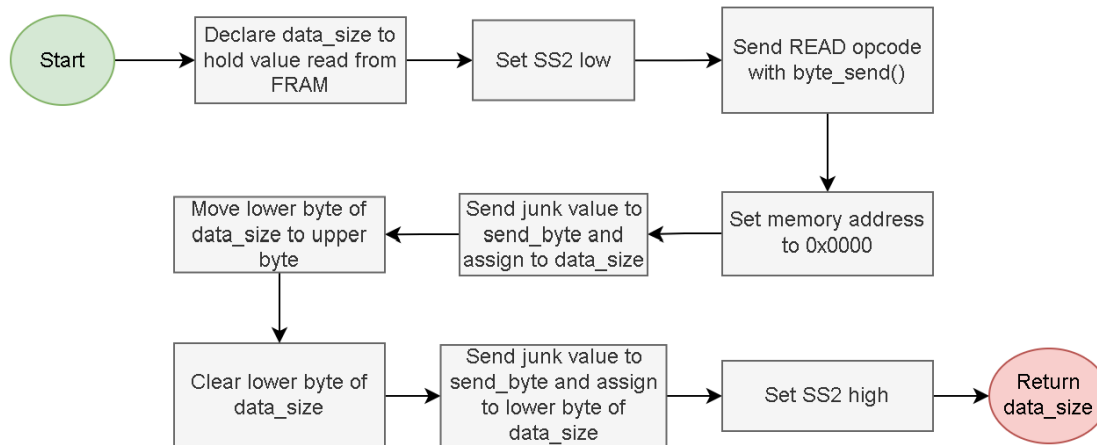 Start
Declare data_size to
hold value read from
FRAM
Set SS2 low
Send READ opcode
with byte_send()
Set memory address
to 0x0000
Send junk value to
send_byte and
assign to data_size
Move lower byte of
data_size to upper
byte
Clear lower byte of
data_size
Send junk value to
send_byte and assign
to lower byte of
data_size
Set SS2 high
Return
data_size